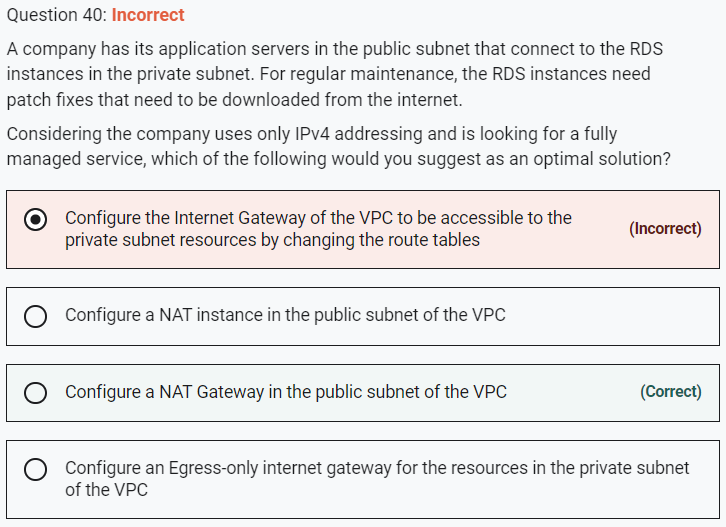 Question 40: Incorrect
A company has its application servers in the public subnet that connect to the RDS
instances in the private subnet. For regular maintenance, the RDS instances need
patch fixes that need to be downloaded from the internet.
Considering the company uses only IPv4 addressing and is looking for a fully
managed service, which of the following would you suggest as an optimal solution?
Configure the Internet Gateway of the VPC to be accessible to the
private subnet resources by changing the route tables
(Incorrect)
Configure a NAT instance in the public subnet of the VPC
Configure a NAT Gateway in the public subnet of the VPC
(Correct)
Configure an Egress-only internet gateway for the resources in the private subnet
of the VPC